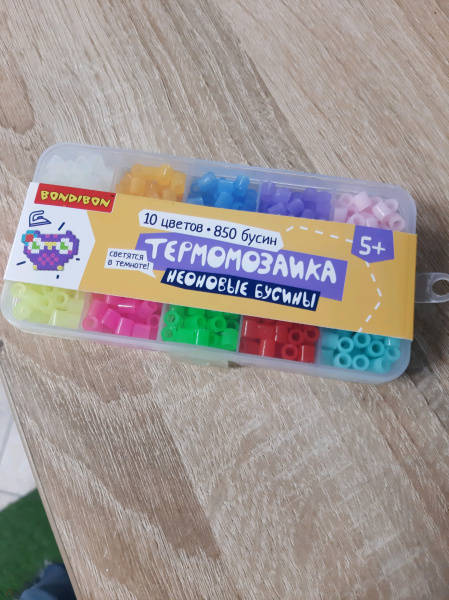 BONDIBON
10 цветов • 850 бусин
5+
светятся
в темноте!
ТЕРМОМОЗАИКА
НЕОНОВЫЕ БУСИНЫ